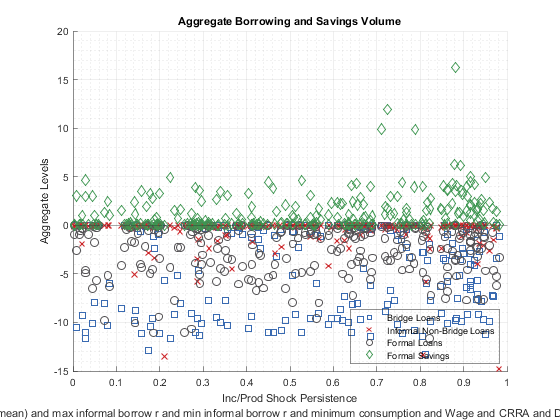 Aggregate Borrowing and Savings Volume
20
15
10
5
0
-5
-10
-15
Aggregate Levels
0
0.1
0.2
0.3
0.4
0.5
0.6
0.7
0.8
0.9
1
Bridge Loans
Informal Non-Bridge Loans
Formal Loans
Formal Savings
Inc/Prod Shock Persistence
mean) and max informal borrow r and min informal borrow r and minimum consumption and Wage and CRRA and